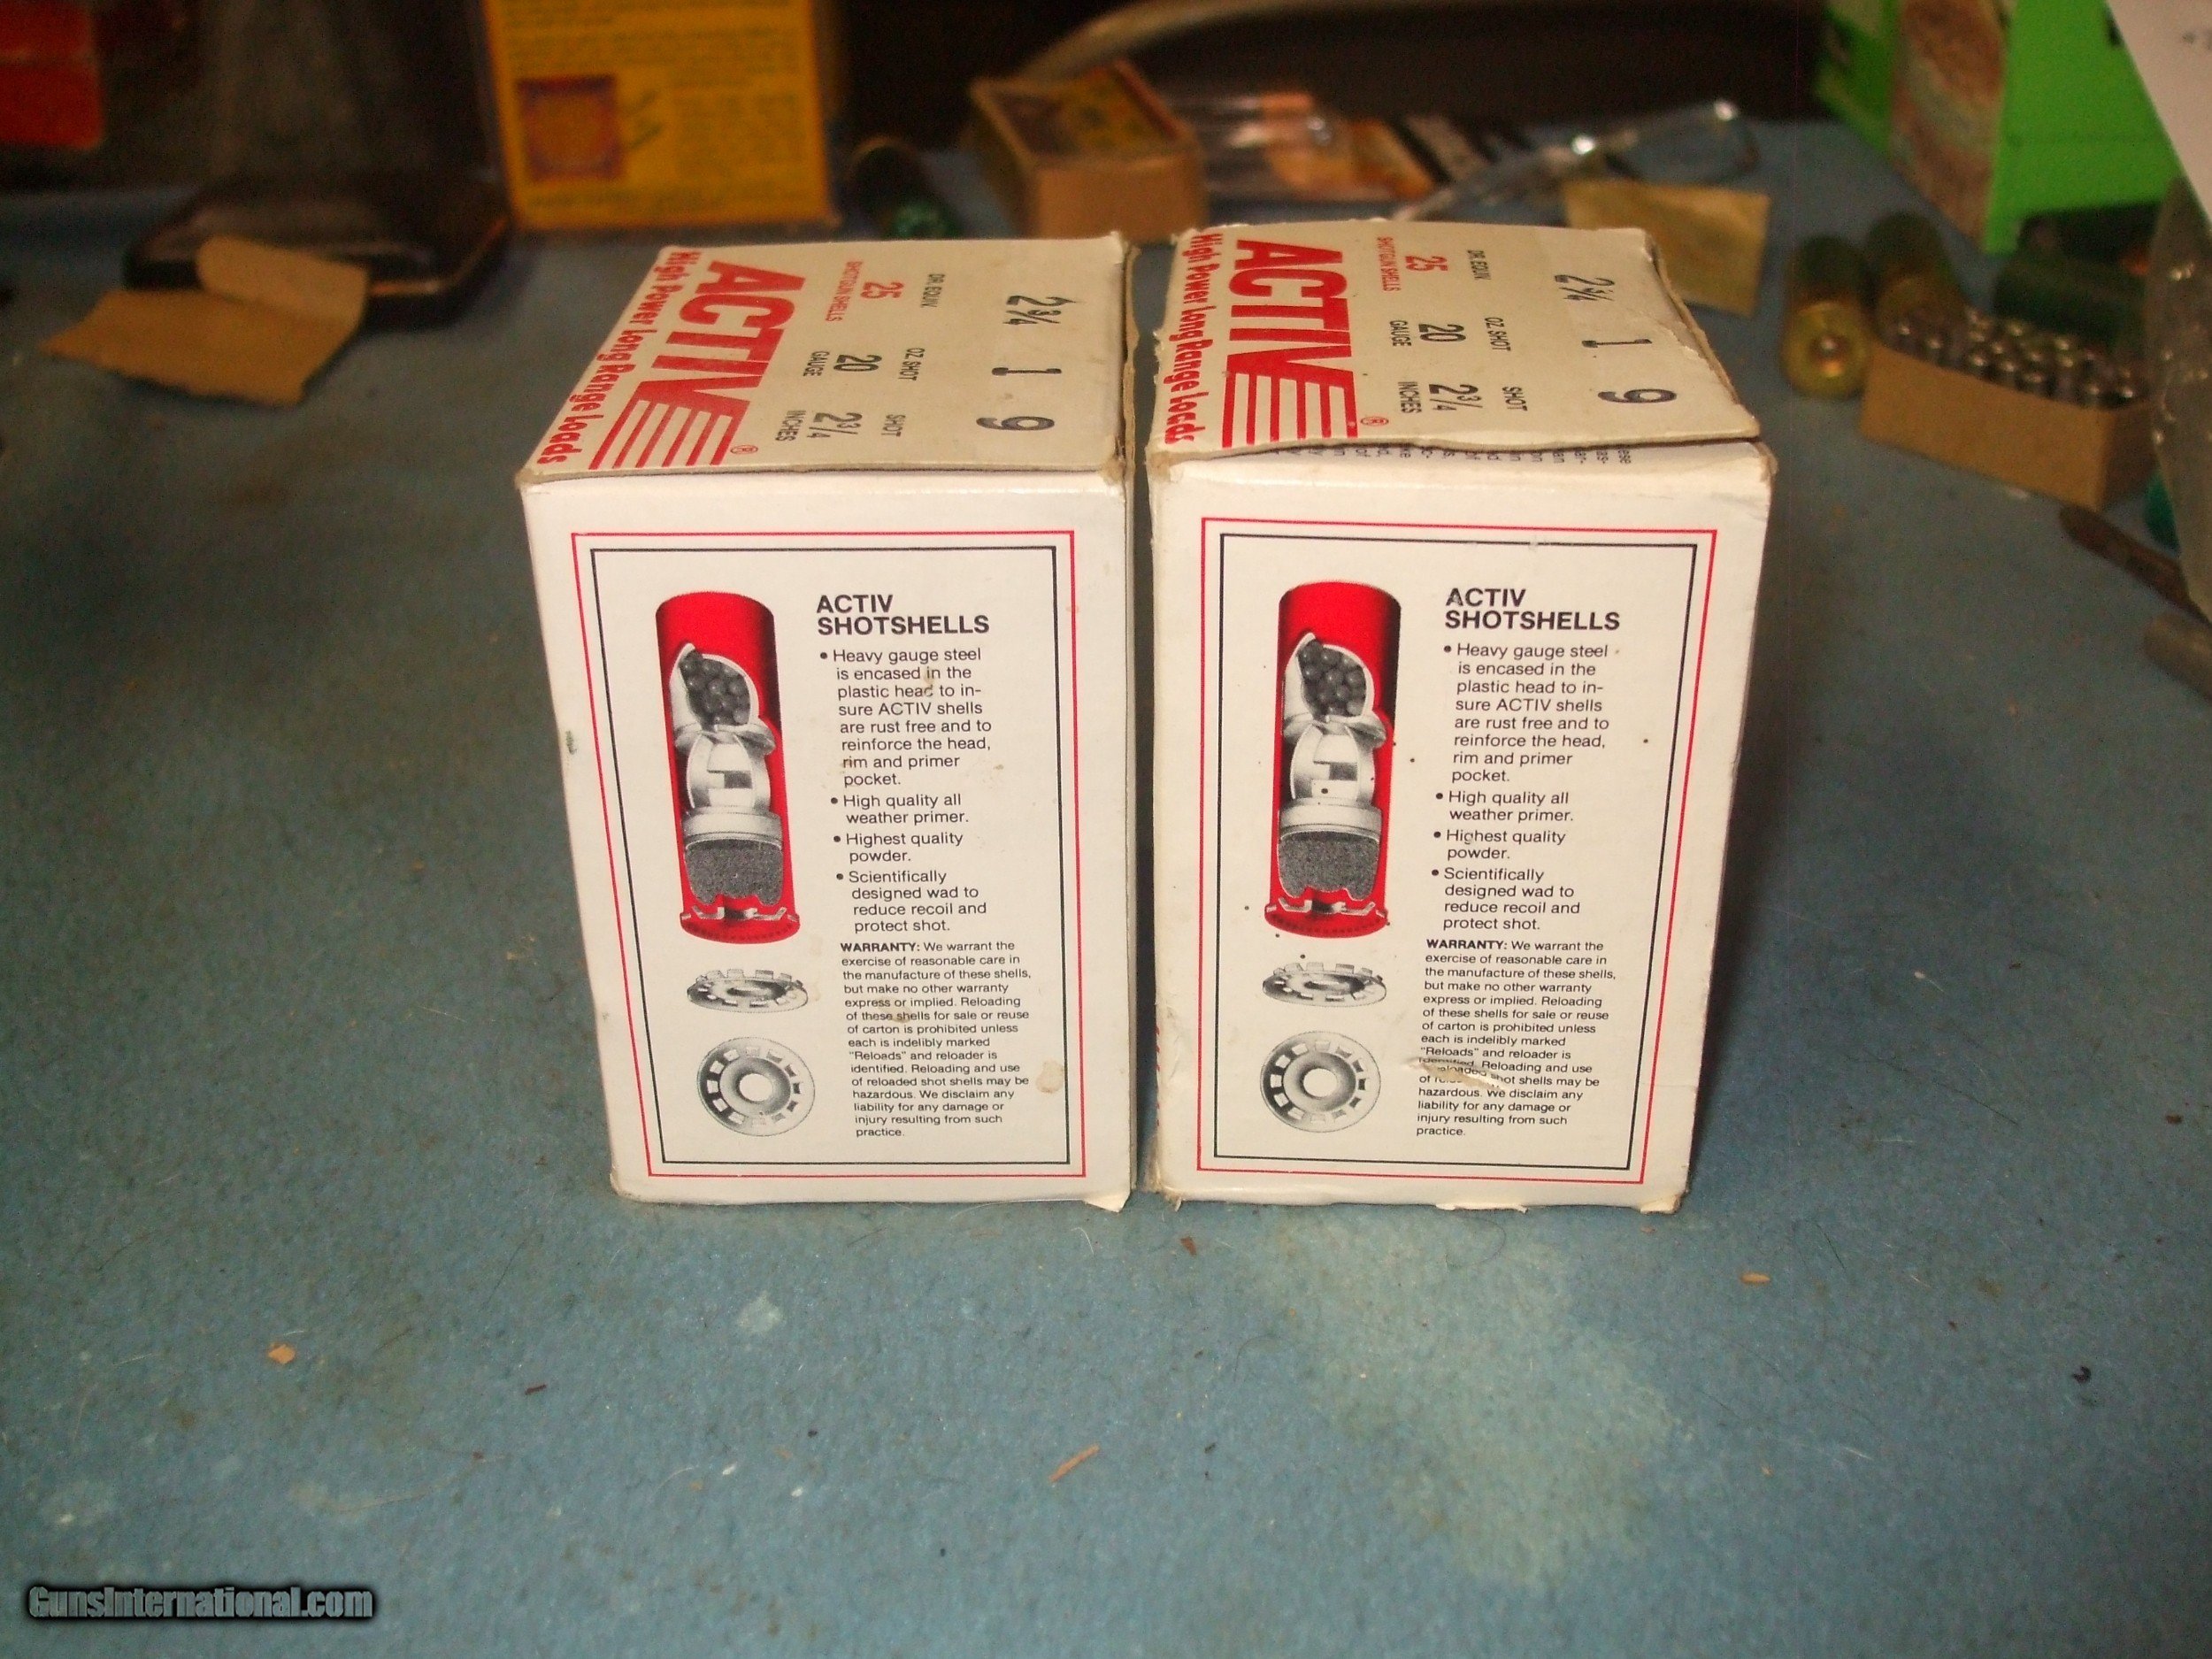 High Power Long Range Loads
ACTIV®
25
SHOTGUN SHELLS
20
GAUGE
2¾
INCHES
DR. EQUIV.
OZ. SHOT
SHOT
2¾
1
9
ACTIV
SHOTSHELLS
• Heavy gauge steel
is encased in the
plastic head to in-
sure ACTIV shells
are rust free and to
reinforce the head,
rim and primer
pocket.
• High quality all
weather primer.
• Highest quality
powder.
• Scientifically
designed wad to
reduce recoil and
protect shot.
WARRANTY: We warrant the
exercise of reasonable care in
the manufacture of these shells,
but make no other warranty
express or implied. Reloading
of these shells for sale or reuse
of carton is prohibited unless
each is indelibly marked
"Reloads" and reloader is
identified. Reloading and use
of reloaded shot shells may be
hazardous. We disclaim any
liability for any damage or
injury resulting from such
practice.
High Power Long Range Loads
ACTIV®
25
SHOTGUN SHELLS
20
GAUGE
2¾
INCHES
DR. EQUIV.
OZ. SHOT
SHOT
2¾
1
9
ACTIV
SHOTSHELLS
• Heavy gauge steel
is encased in the
plastic head to in-
sure ACTIV shells
are rust free and to
reinforce the head,
rim and primer
pocket.
• High quality all
weather primer.
• Highest quality
powder.
• Scientifically
designed wad to
reduce recoil and
protect shot.
WARRANTY: We warrant the
exercise of reasonable care in
the manufacture of these shells,
but make no other warranty
express or implied. Reloading
of these shells for sale or reuse
of carton is prohibited unless
each is indelibly marked
"Reloads" and reloader is
identified. Reloading and use
of reloaded shot shells may be
hazardous. We disclaim any
liability for any damage or
injury resulting from such
practice.
GunsInternational.com